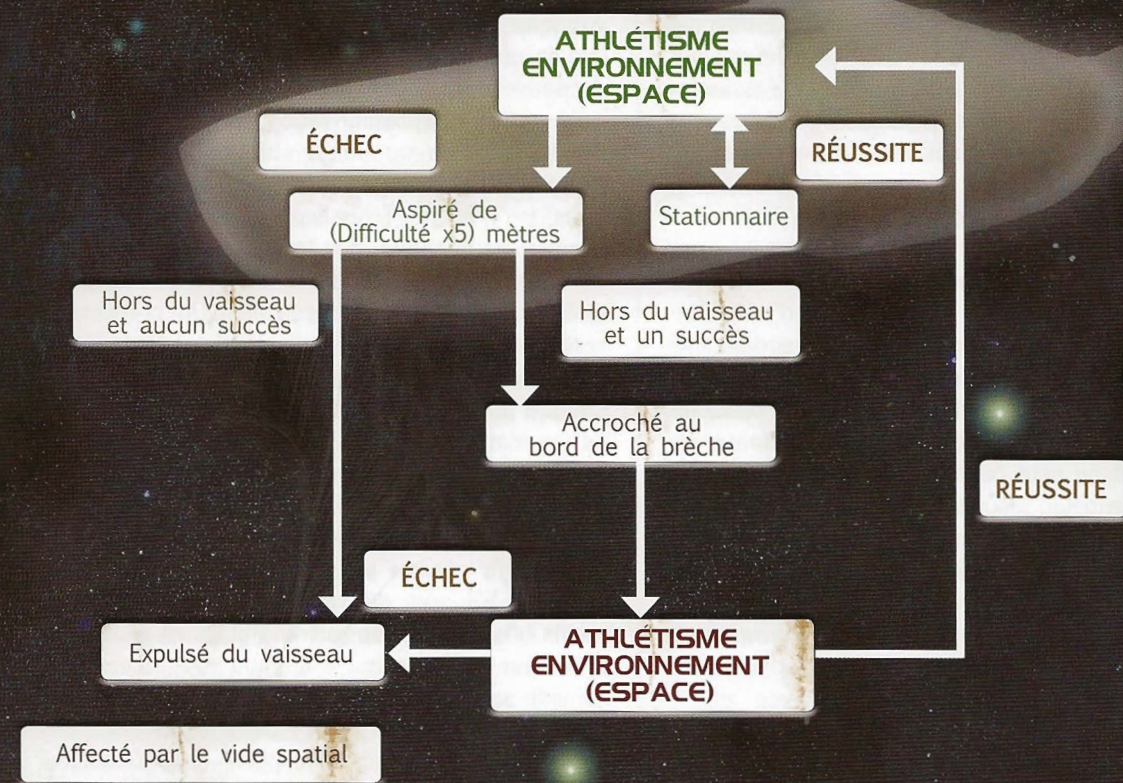 ATHLÉTISME
ENVIRONNEMENT
(ESPACE)
ÉCHEC
RÉUSSITE
Aspiré de
(Difficulté x5) mètres
Stationnaire
Hors du vaisseau
et aucun succès
Hors du vaisseau
et un succès
Accroché au
bord de la brèche
RÉUSSITE
ÉCHEC
Expulsé du vaisseau
ATHLÉTISME
ENVIRONNEMENT
(ESPACE)
Affecté par le vide spatial